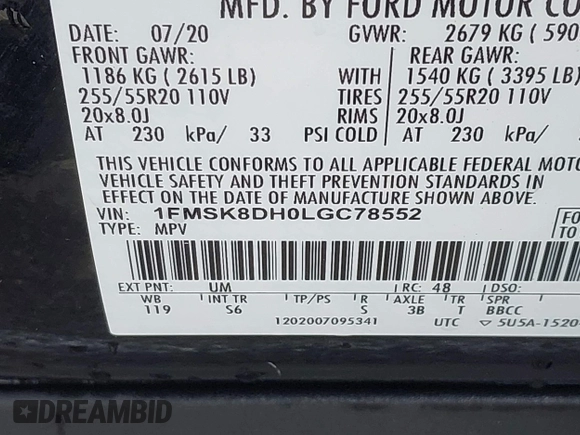 MFD. BY FORD MOTOR CO
DATE: 07/20 GVWR: 2679 KG ( 590
FRONT GAWR: REAR GAWR:
1186 KG ( 2615 LB) WITH 1540 KG ( 3395 LB)
255/55R20 110V TIRES 255/55R20 110V
20x8.0J RIMS 20x8.0J
AT 230 kPa/ 33 PSI COLD AT 230 kPa/
THIS VEHICLE CONFORMS TO ALL APPLICABLE FEDERAL MOTO
VEHICLE SAFETY AND THEFT PREVENTION STANDARDS IN
EFFECT ON THE DATE OF MANUFACTURE SHOWN ABOVE.
VIN: 1FMSK8DH0LGC78552
TYPE: MPV
FO
TO
EXT PNT: UM RC: 48 DSO:
WB INT TR TP/PS R AXLE TR SPR
119 S6 S 3B T BBCC
1202007095341 UTC 5U5A-1520
DREAMBID